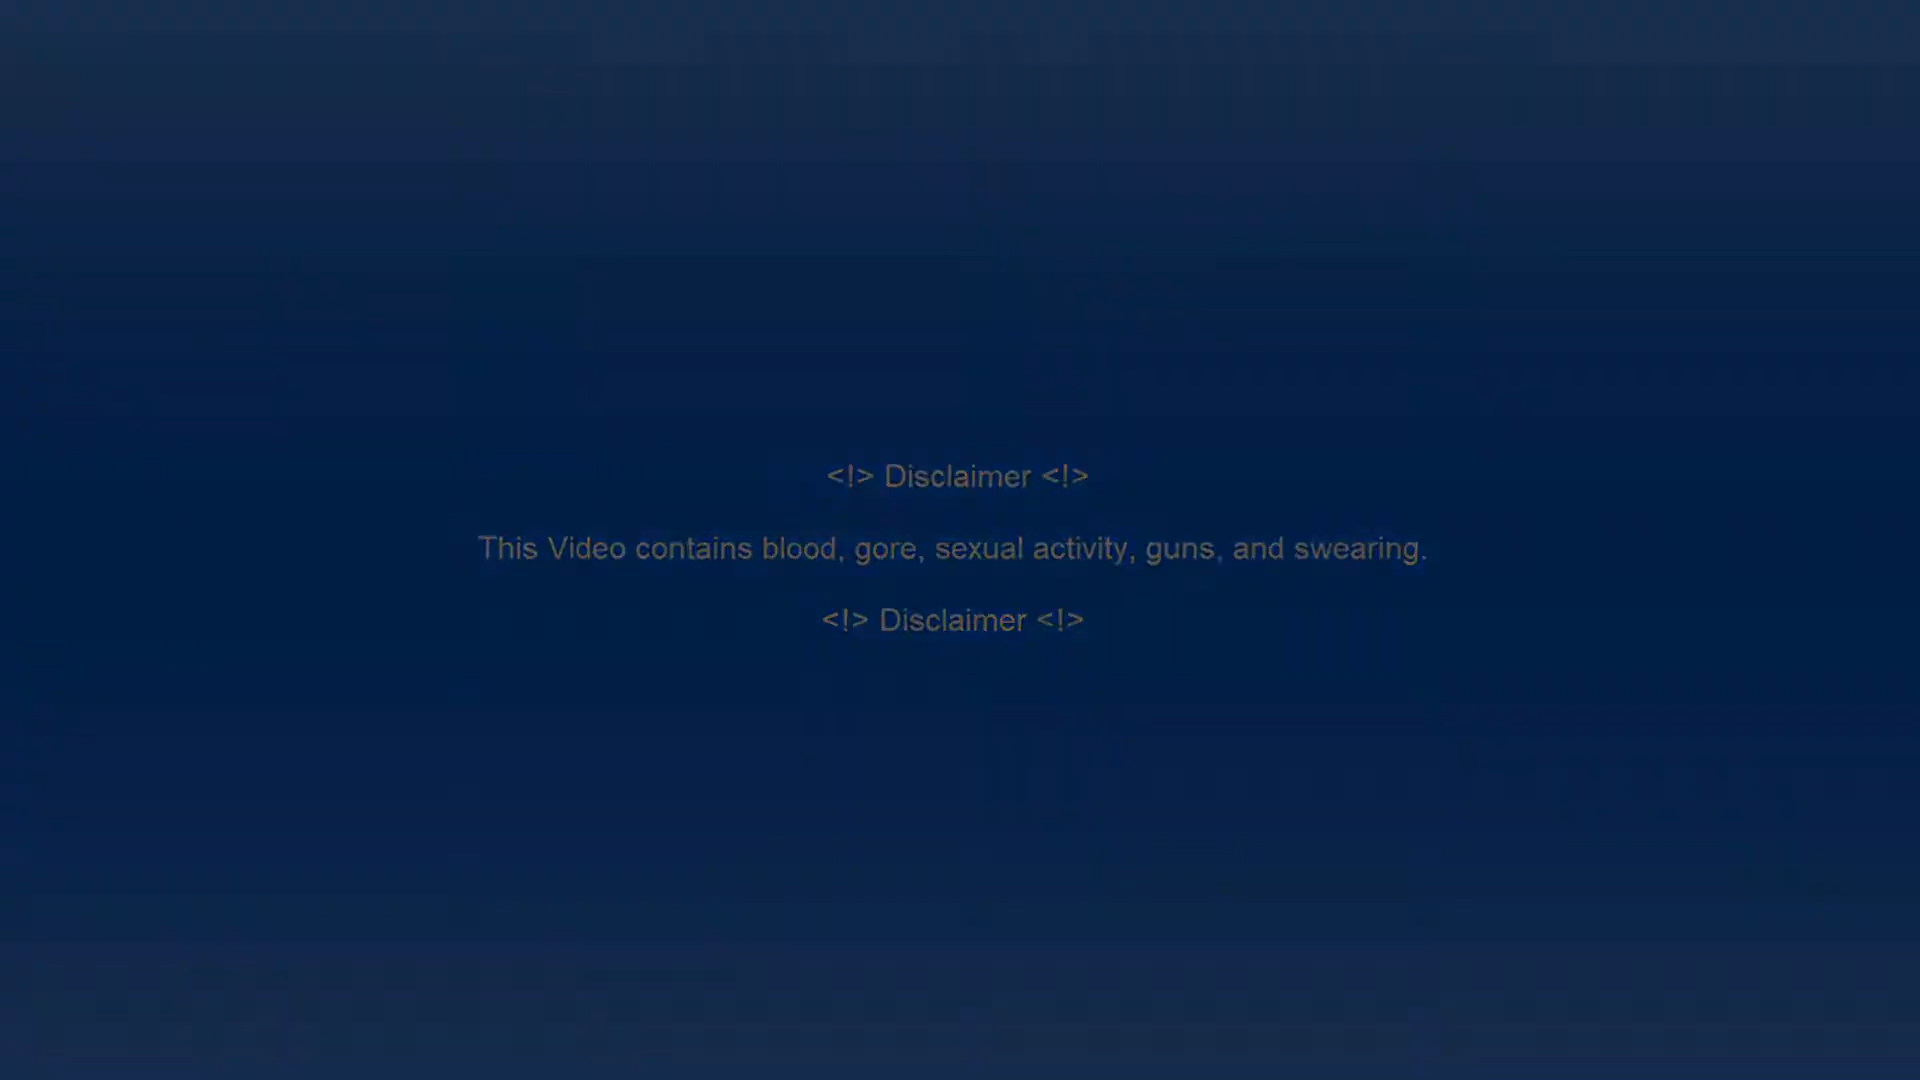 <!> Disclaimer <!>
This Video contains blood, gore, sexual activity, guns, and swearing.
<!> Disclaimer <!>